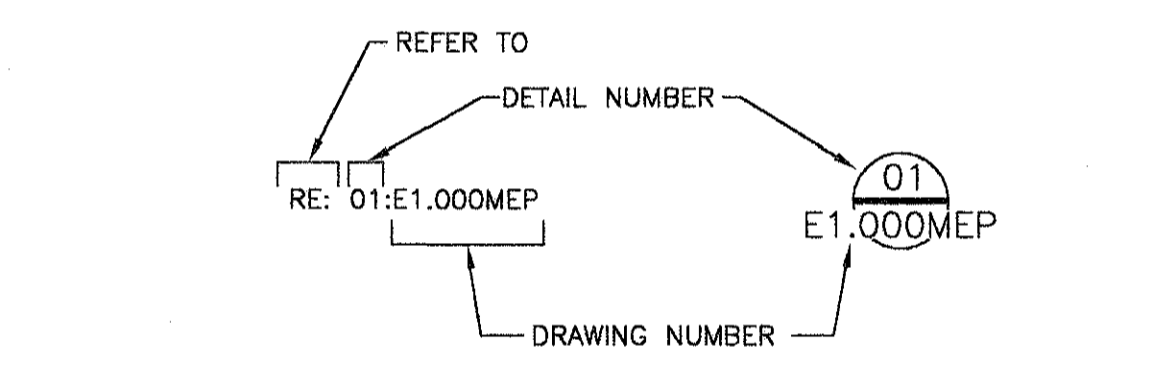 REFER TO
DETAIL NUMBER
01
RE: 01:E1.000MEP
E1.000MEP
DRAWING NUMBER